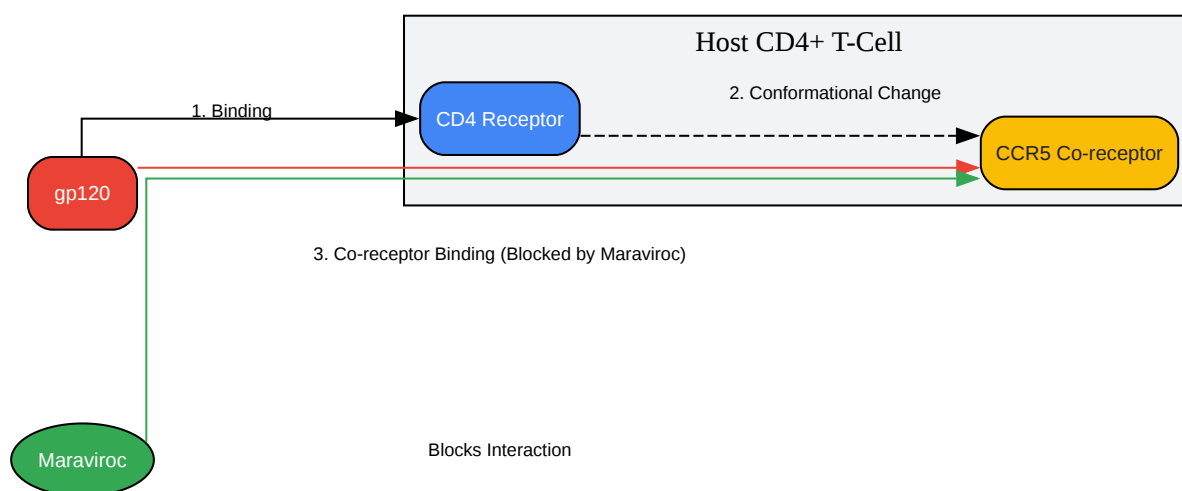 Host CD4+ T-Cell
1. Binding
CD4 Receptor
2. Conformational Change
CCR5 Co-receptor
gp120
3. Co-receptor Binding (Blocked by Maraviroc)
Maraviroc
Blocks Interaction